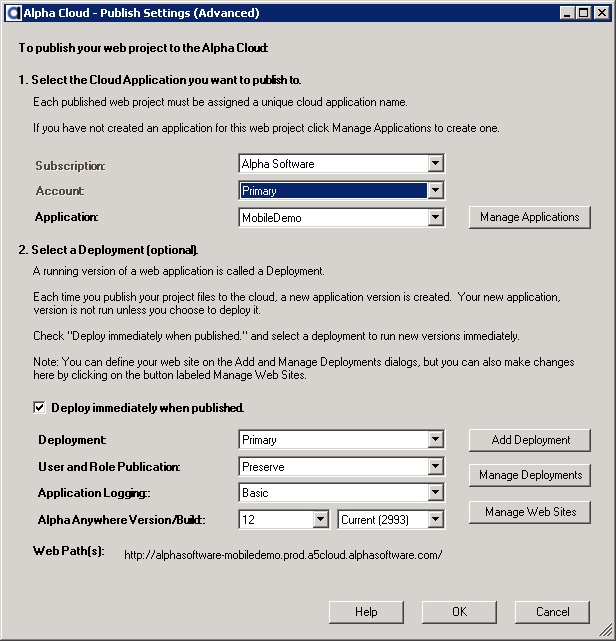 Alpha Cloud - Publish Settings (Advanced)
To publish your web project to the Alpha Cloud:
1. Select the Cloud Application you want to publish to.
Each published web project must be assigned a unique cloud application name.
If you have not created an application for this web project click Manage Applications to create one.
Subscription: Alpha Software
Account: Primary
Application: MobileDemo Manage Applications
2. Select a Deployment (optional).
A running version of a web application is called a Deployment.
Each time you publish your project files to the cloud, a new application version is created.  Your new application,
version is not run unless you choose to deploy it.
Check "Deploy immediately when published." and select a deployment to run new versions immediately.
Note: You can define your web site on the Add and Manage Deployments dialogs, but you can also make changes
here by clicking on the button labeled Manage Web Sites.
Deploy immediately when published.
Deployment: Primary Add Deployment
User and Role Publication: Preserve
Manage Deployments
Application Logging:: Basic
Alpha Anywhere Version/Build:: 12 Current (2993) Manage Web Sites
Web Path(s): http://alphasoftware-mobiledemo.prod.a5cloud.alphasoftware.com/
Help OK Cancel